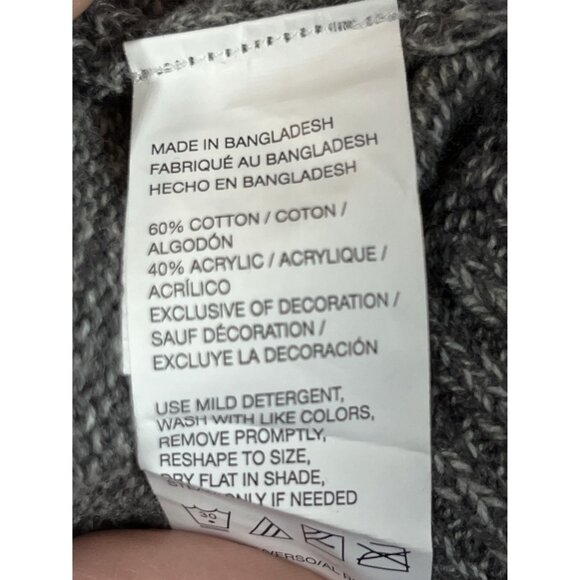 MADE IN BANGLADESH
FABRIQUÉ AU BANGLADESH
HECHO EN BANGLADESH
60% COTTON / COTON /
ALGODÓN
40% ACRYLIC / ACRYLIQUE /
ACRÍLICO
EXCLUSIVE OF DECORATION /
SAUF DÉCORATION /
EXCLUYE LA DECORACIÓN
USE MILD DETERGENT,
WASH WITH LIKE COLORS,
REMOVE PROMPTLY,
RESHAPE TO SIZE,
DRY FLAT IN SHADE,
ONLY IF NEEDED
30